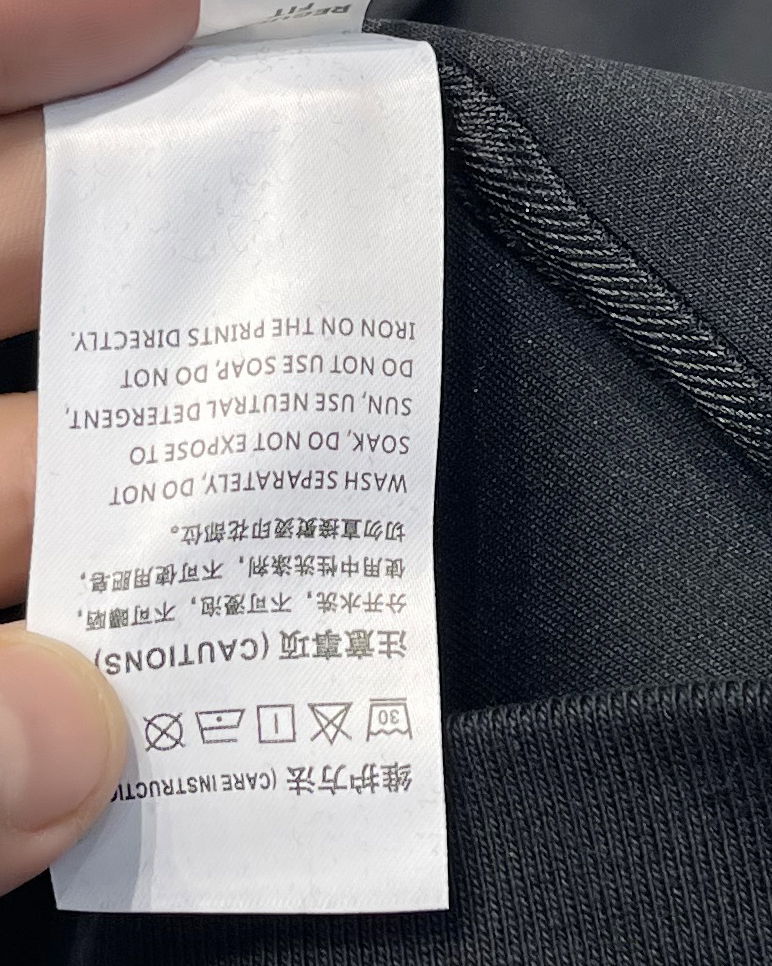 维护方法 (CARE INSTRUCTI
30
注意事项 (CAUTIONS)
分开水洗，不可浸泡，不可曝晒，
使用中性洗涤剂，不可使用肥皂，
切勿直接熨烫印花部位。
WASH SEPARATELY, DO NOT
SOAK, DO NOT EXPOSE TO
SUN, USE NEUTRAL DETERGENT,
DO NOT USE SOAP, DO NOT
IRON ON THE PRINTS DIRECTLY.
FIT